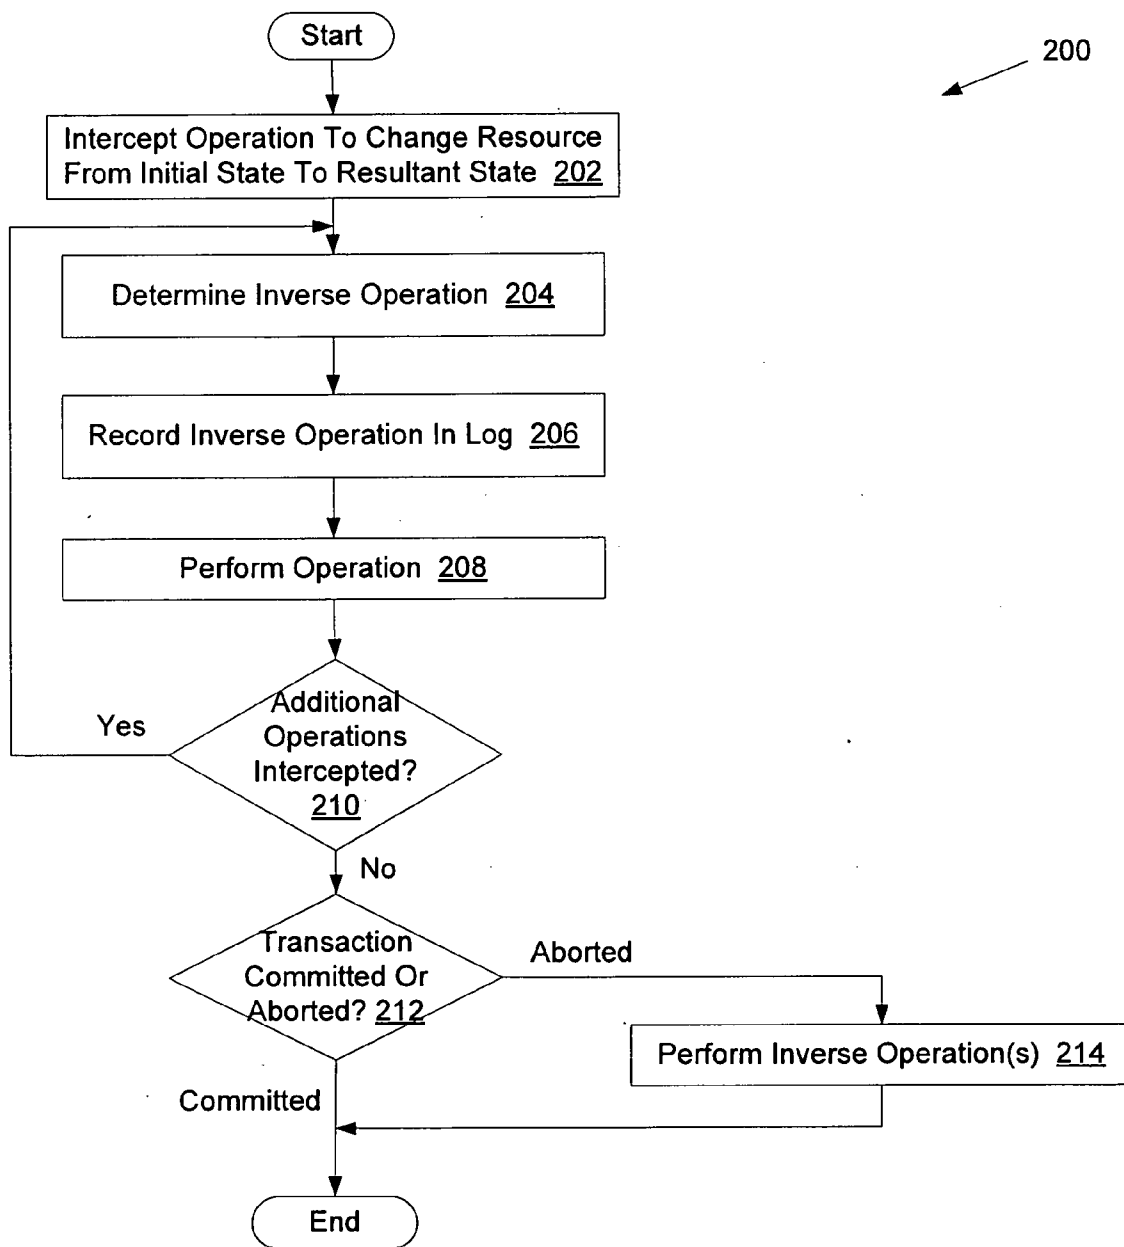 Start
200
Intercept Operation To Change Resource
From Initial State To Resultant State 202
Determine Inverse Operation 204
Record Inverse Operation In Log 206
Perform Operation 208
Additional
Operations
Intercepted?
210
Yes
No
Transaction
Committed Or
Aborted? 212
Aborted
Perform Inverse Operation(s) 214
Committed
End